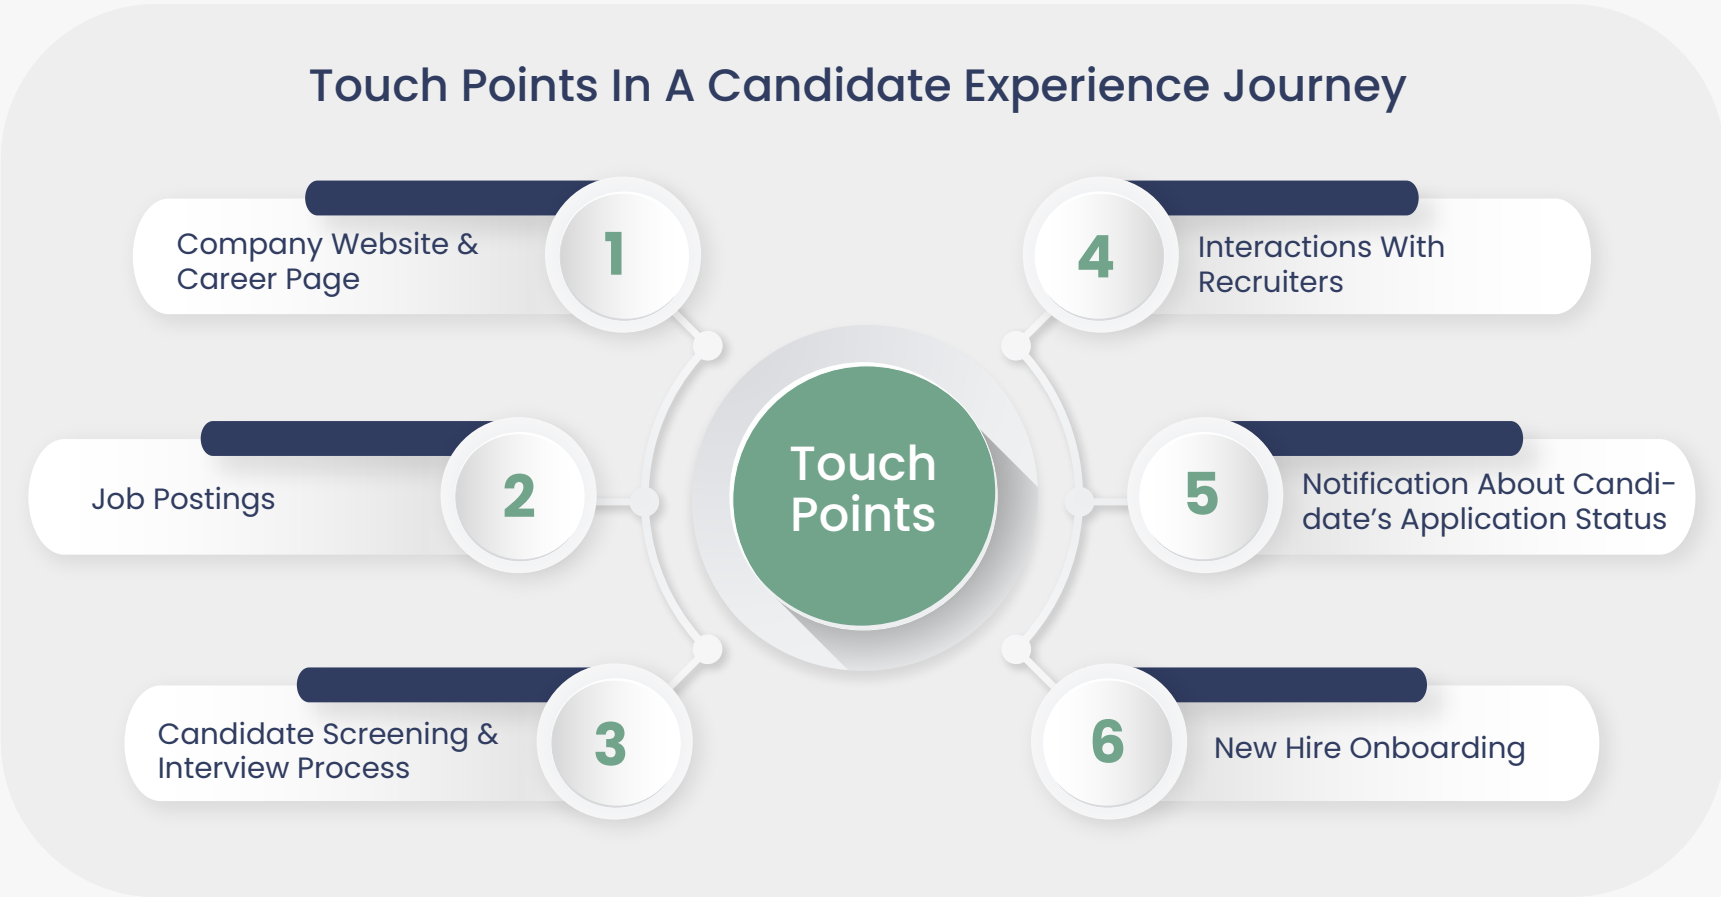 Touch Points In A Candidate Experience Journey
1
Company Website &
Career Page
2
Job Postings
3
Candidate Screening &
Interview Process
Touch
Points
4
Interactions With
Recruiters
5
Notification About Candi-
date’s Application Status
6
New Hire Onboarding